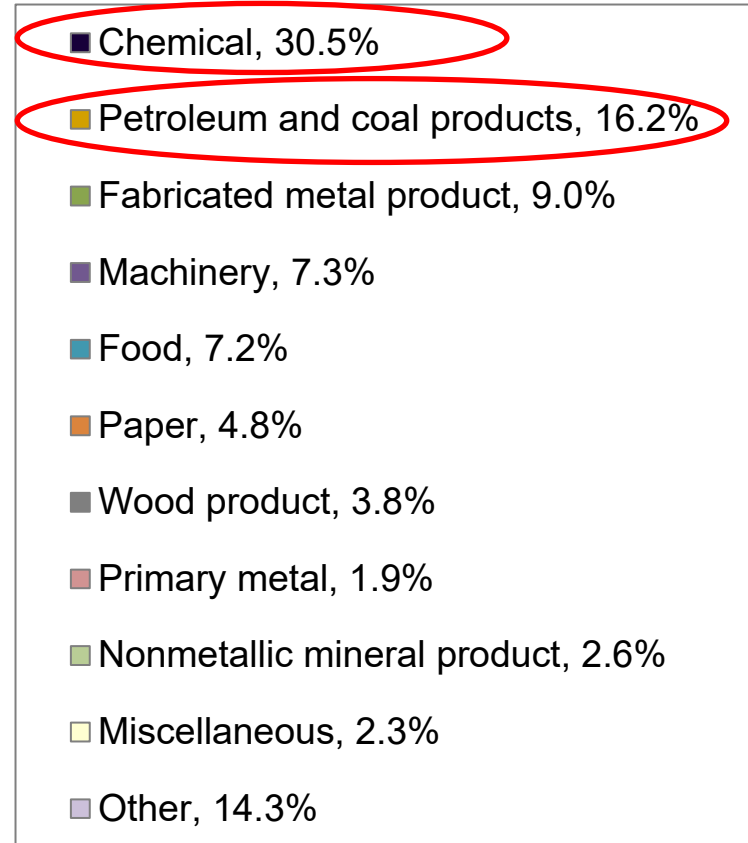 Chemical, 30.5%
Petroleum and coal products, 16.2%
Fabricated metal product, 9.0%
Machinery, 7.3%
Food, 7.2%
Paper, 4.8%
Wood product, 3.8%
Primary metal, 1.9%
Nonmetallic mineral product, 2.6%
Miscellaneous, 2.3%
Other, 14.3%